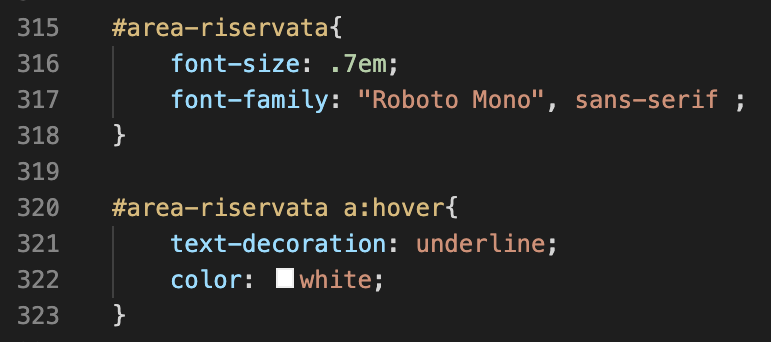 315 #area-riservata{
316 font-size: .7em;
317 font-family: "Roboto Mono", sans-serif ;
318 }
319
320 #area-riservata a:hover{
321 text-decoration: underline;
322 color: white;
323 }